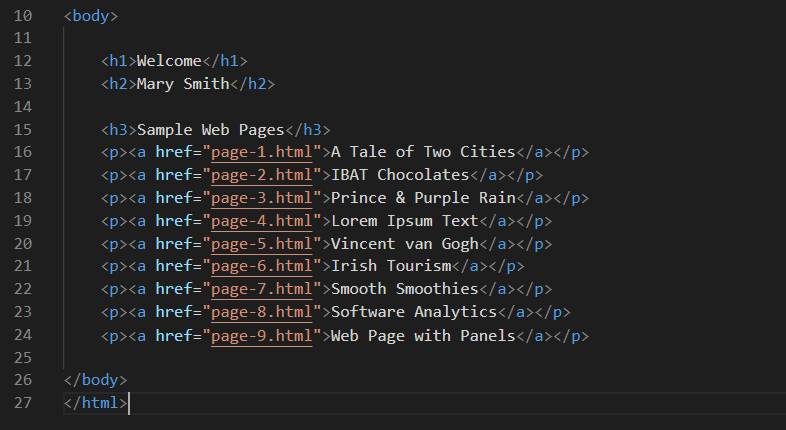 10 <body>
11
12 <h1>Welcome</h1>
13 <h2>Mary Smith</h2>
14
15 <h3>Sample Web Pages</h3>
16 <p><a href="page-1.html">A Tale of Two Cities</a></p>
17 <p><a href="page-2.html">IBAT Chocolates</a></p>
18 <p><a href="page-3.html">Prince & Purple Rain</a></p>
19 <p><a href="page-4.html">Lorem Ipsum Text</a></p>
20 <p><a href="page-5.html">Vincent van Gogh</a></p>
21 <p><a href="page-6.html">Irish Tourism</a></p>
22 <p><a href="page-7.html">Smooth Smoothies</a></p>
23 <p><a href="page-8.html">Software Analytics</a></p>
24 <p><a href="page-9.html">Web Page with Panels</a></p>
25
26 </body>
27 </html>